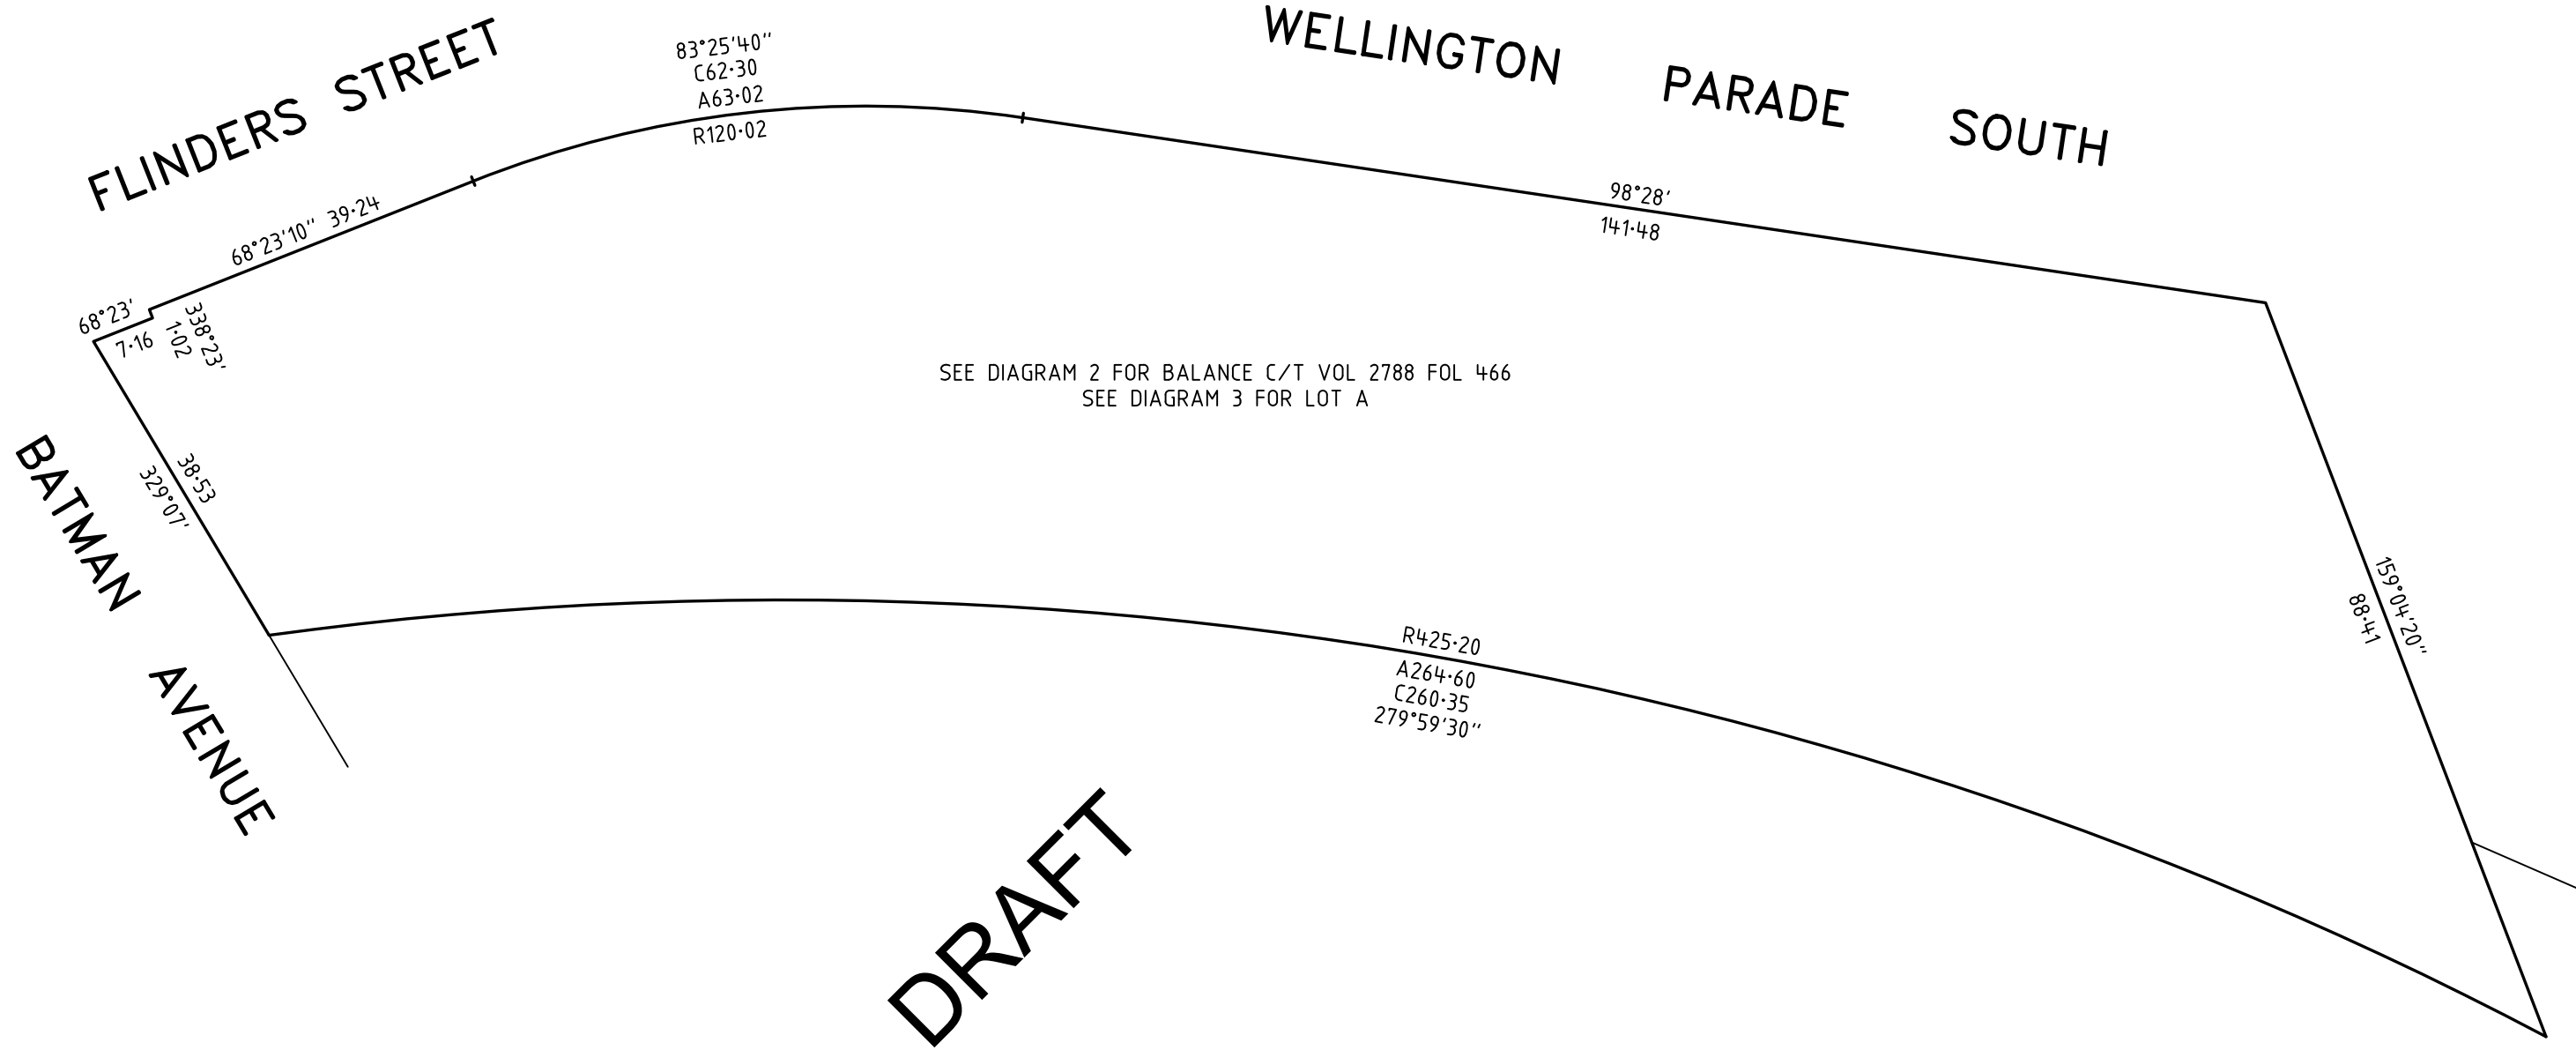 FLINDERS STREET
83°25'40"
C62·30
A63·02
R120·02
WELLINGTON PARADE SOUTH
98°28'
141·48
68°23'10" 39·24
68°23'
7·16
338°23'
1·02
SEE DIAGRAM 2 FOR BALANCE C/T VOL 2788 FOL 466
SEE DIAGRAM 3 FOR LOT A
38·53
329°07'
BATMAN AVENUE
159°04'20"
88·41
R425·20
A264·60
C260·35
279°59'30"
DRAFT